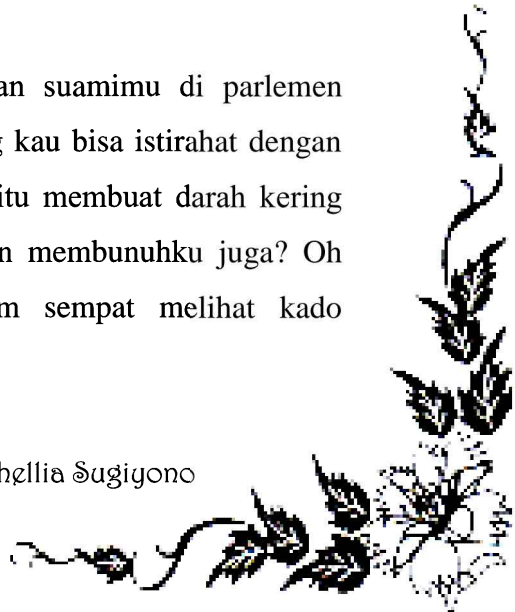 an suamimu di parlemen
g kau bisa istirahat dengan
itu membuat darah kering
n membunuhku juga? Oh
m sempat melihat kado
hellia Sugiyono